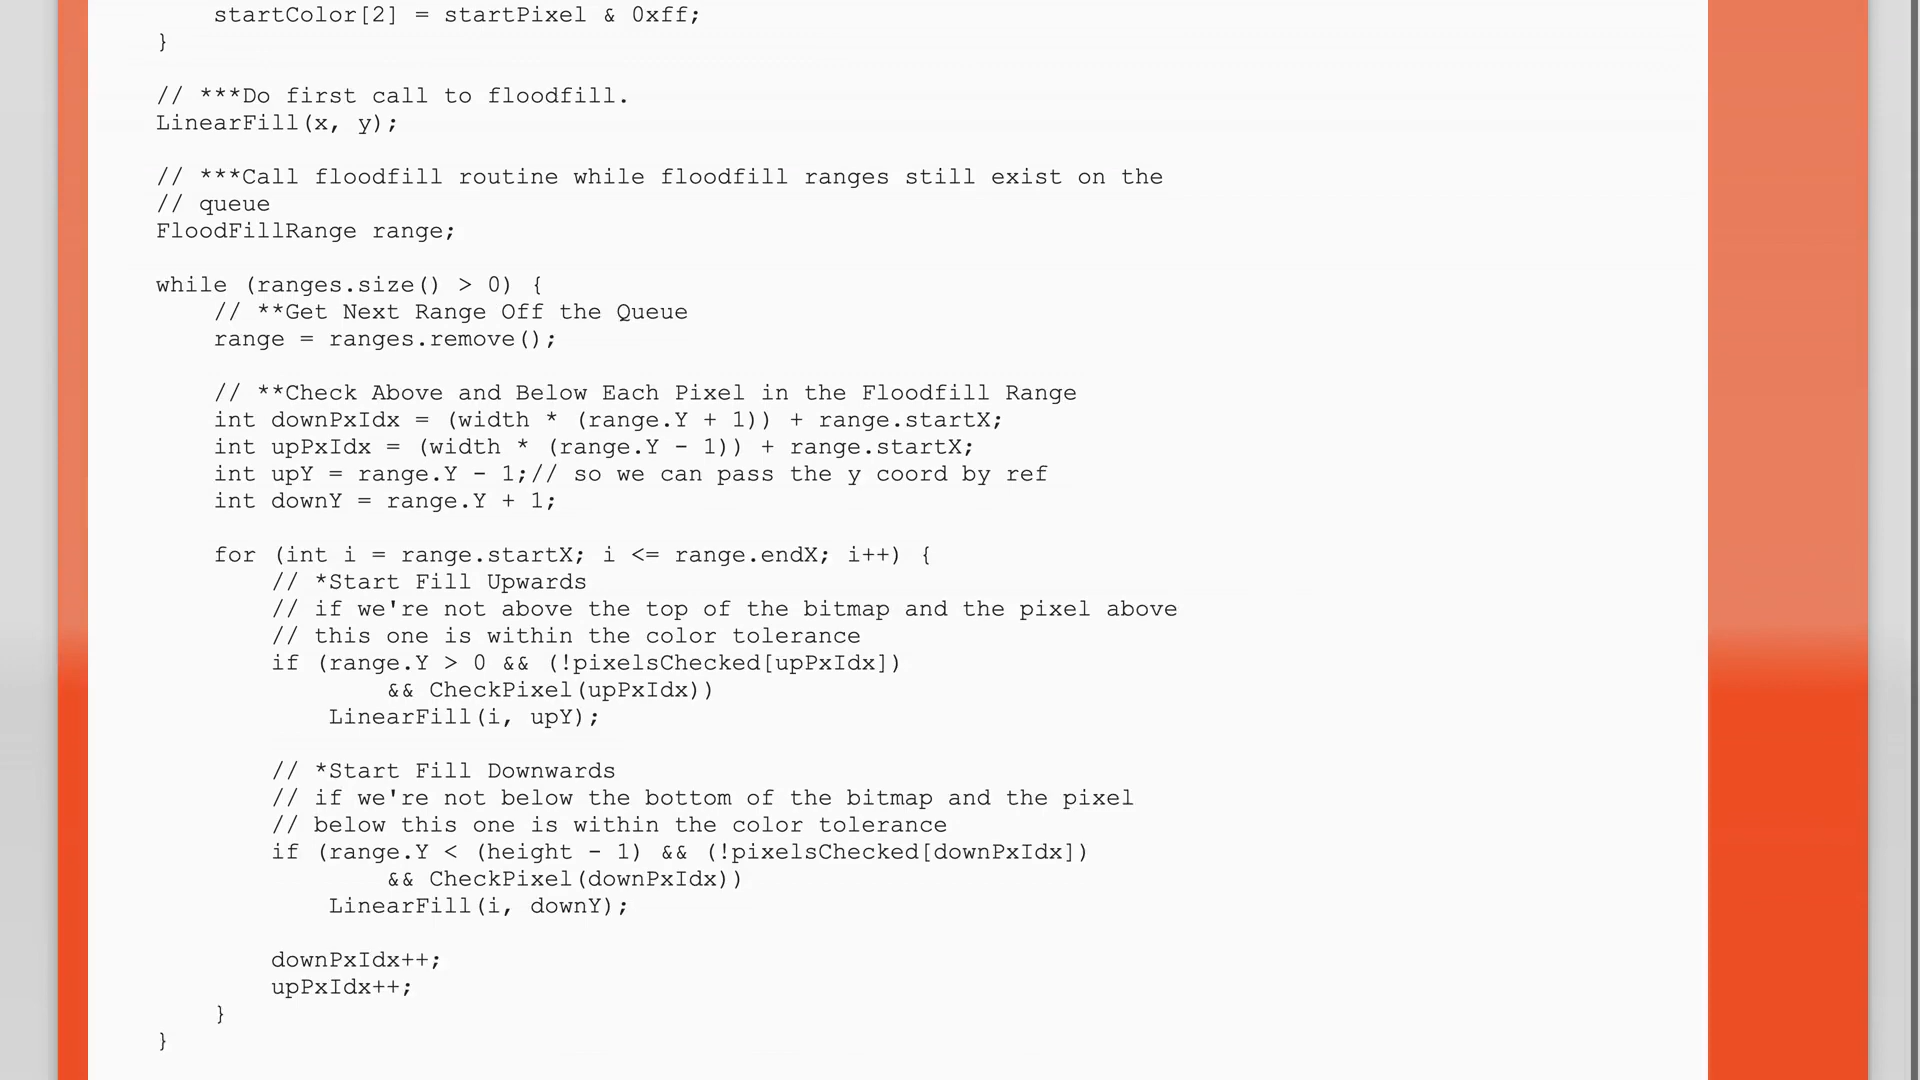 startColor[2] = startPixel & 0xff;
}
// ***Do first call to floodfill.
LinearFill(x, y);
// ***Call floodfill routine while floodfill ranges still exist on the
// queue
FloodFillRange range;
while (ranges.size() > 0) {
// **Get Next Range Off the Queue
range = ranges.remove();
// **Check Above and Below Each Pixel in the Floodfill Range
int downPxIdx = (width * (range.Y + 1)) + range.startX;
int upPxIdx = (width * (range.Y - 1)) + range.startX;
int upY = range.Y - 1;// so we can pass the y coord by ref
int downY = range.Y + 1;
for (int i = range.startX; i <= range.endX; i++) {
// *Start Fill Upwards
// if we're not above the top of the bitmap and the pixel above
// this one is within the color tolerance
if (range.Y > 0 && (!pixelsChecked[upPxIdx])
&& CheckPixel(upPxIdx))
LinearFill(i, upY);
// *Start Fill Downwards
// if we're not below the bottom of the bitmap and the pixel
// below this one is within the color tolerance
if (range.Y < (height - 1) && (!pixelsChecked[downPxIdx])
&& CheckPixel(downPxIdx))
LinearFill(i, downY);
downPxIdx++;
upPxIdx++;
}
}